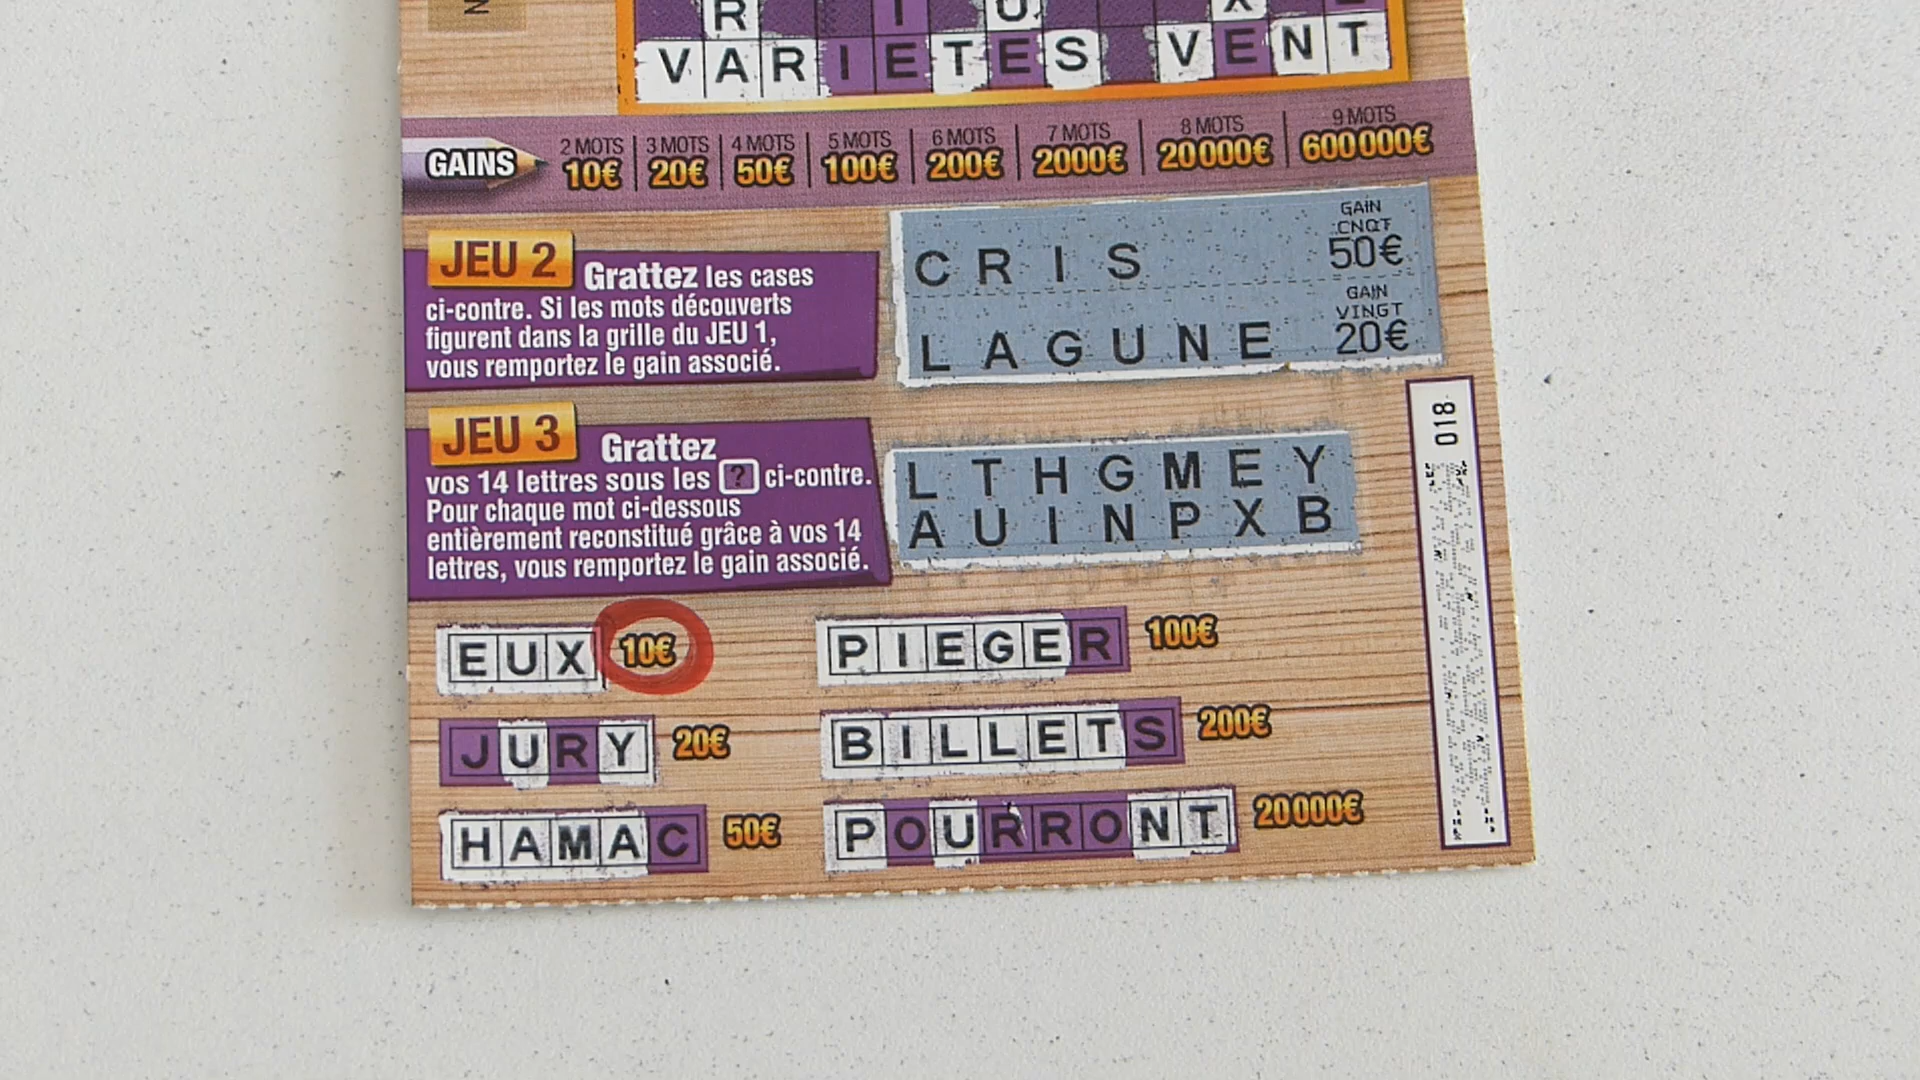 N
R I U X
VARIETES VENT
GAINS
2 MOTS 3 MOTS 4 MOTS 5 MOTS 6 MOTS 7 MOTS 8 MOTS 9 MOTS
10€ 20€ 50€ 100€ 200€ 2000€ 20000€ 600000€
JEU 2 Grattez les cases
ci-contre. Si les mots découverts
figurent dans la grille du JEU 1,
vous remportez le gain associé.
CRIS
GAIN
CNQT
50€
LAGUNE
GAIN
VINGT
20€
JEU 3 Grattez
vos 14 lettres sous les ? ci-contre.
Pour chaque mot ci-dessous
entièrement reconstitué grâce à vos 14
lettres, vous remportez le gain associé.
L T H G M E Y
A U I N P X B
018
EUX 10€
PIEGER 100€
JURY 20€
BILLETS 200€
HAMAC 50€
POURRONT 20000€